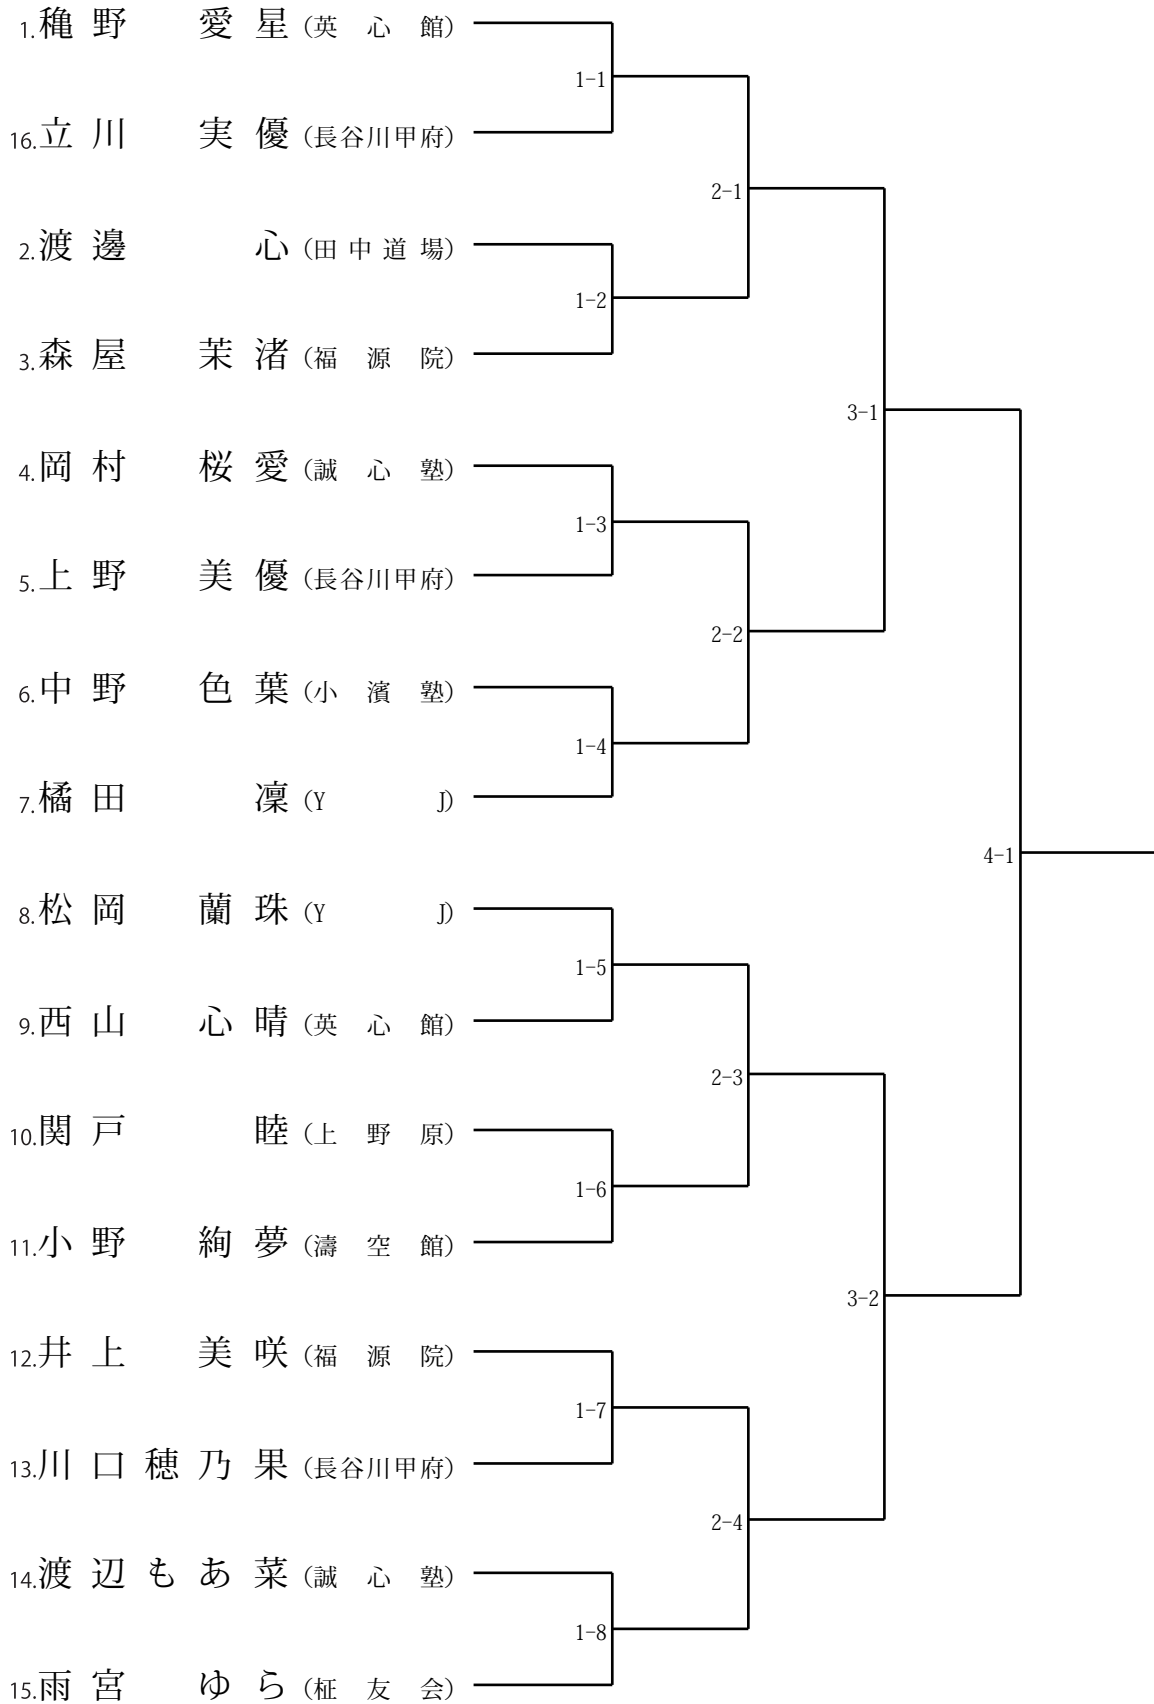 1.穐野 愛星(英心館)
1-1
16.立川 実優(長谷川甲府)
2-1
2.渡邊 心(田中道場)
1-2
3.森屋 茉渚(福源院)
3-1
4.岡村 桜愛(誠心塾)
1-3
5.上野 美優(長谷川甲府)
2-2
6.中野 色葉(小濱塾)
1-4
7.橘田 凜(YJ)
4-1
8.松岡 蘭珠(YJ)
1-5
9.西山 心晴(英心館)
2-3
10.関戸 睦(上野原)
1-6
11.小野 絢夢(濤空館)
3-2
12.井上 美咲(福源院)
1-7
13.川口穂乃果(長谷川甲府)
2-4
14.渡辺もあ菜(誠心塾)
1-8
15.雨宮 ゆら(柾友会)